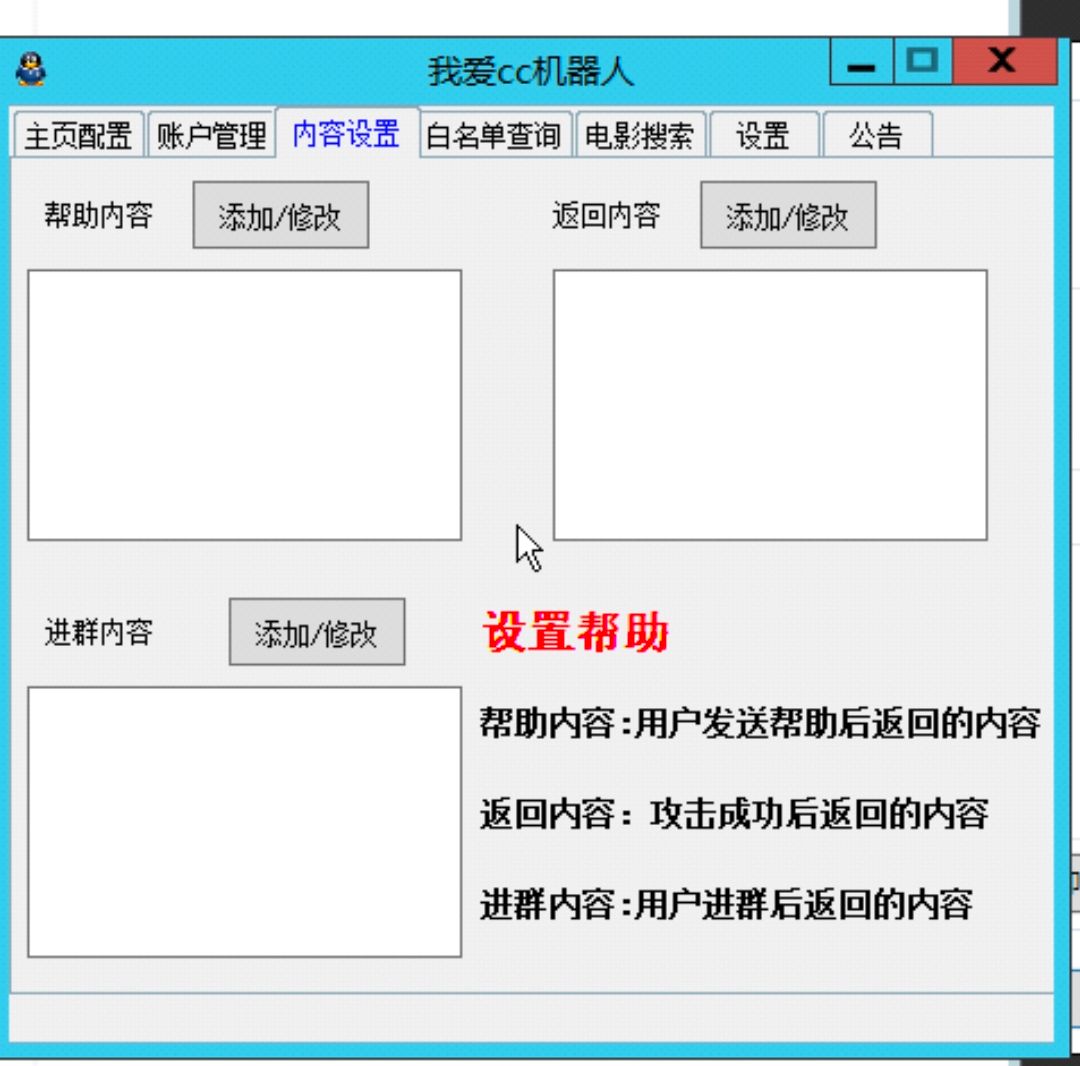 我爱cc机器人
主页配置 账户管理 内容设置 白名单查询 电影搜索 设置 公告
帮助内容 添加/修改 返回内容 添加/修改
进群内容 添加/修改 设置帮助
帮助内容:用户发送帮助后返回的内容
返回内容: 攻击成功后返回的内容
进群内容:用户进群后返回的内容